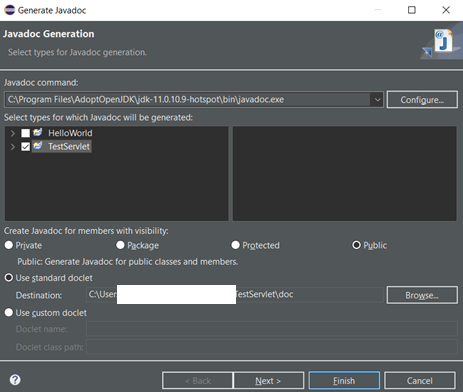 Generate Javadoc
Javadoc Generation
Select types for Javadoc generation.
Javadoc command:
C:\Program Files\AdoptOpenJDK\jdk-11.0.10.9-hotspot\bin\javadoc.exe
Configure...
Select types for which Javadoc will be generated:
HelloWorld
TestServlet
Create Javadoc for members with visibility:
Private Package Protected Public
Public: Generate Javadoc for public classes and members.
Use standard doclet
Destination: C:\User TestServlet\doc Browse...
Use custom doclet
Doclet name:
Doclet class path:
< Back Next > Finish Cancel